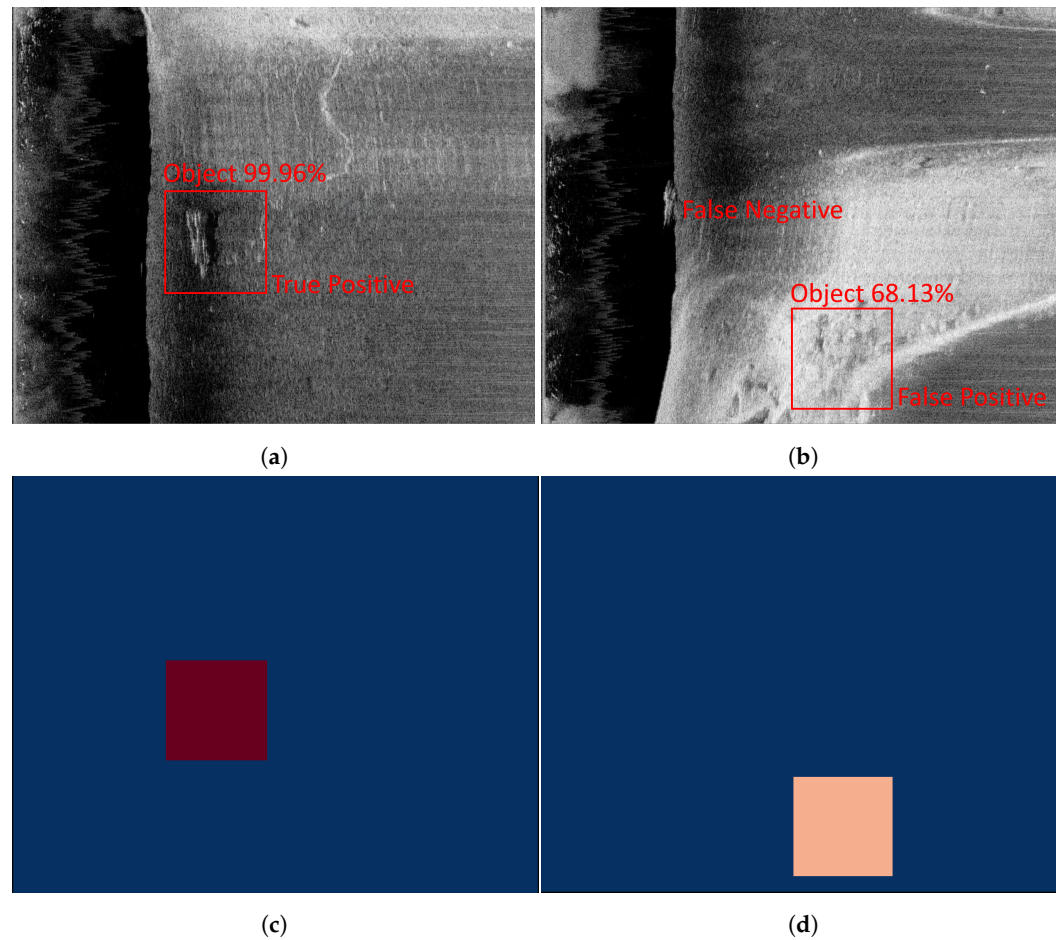 Object 99.96%
True Positive
False Negative
Object 68.13%
False Positive
(a)
(b)
(c)
(d)